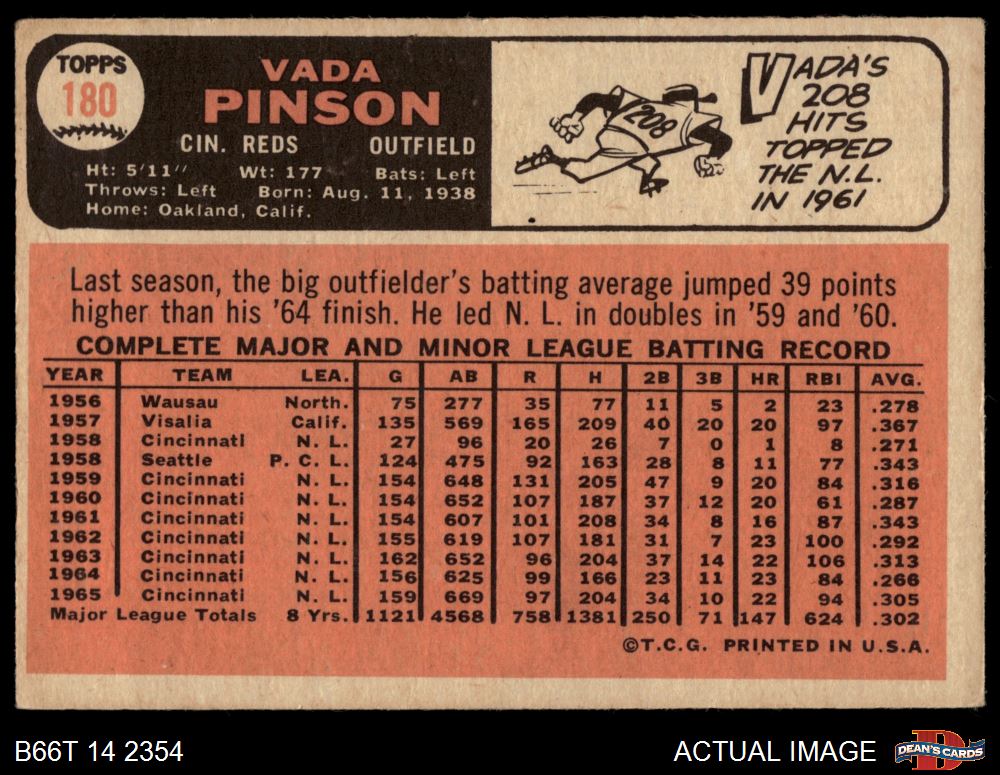 TOPPS
180
VADA
PINSON
CIN. REDS OUTFIELD
Ht: 5'11" Wt: 177 Bats: Left
Throws: Left Born: Aug. 11, 1938
Home: Oakland, Calif.
208
VADA'S
208
HITS
TOPPED
THE N.L.
IN 1961
Last season, the big outfielder's batting average jumped 39 points
higher than his '64 finish. He led N. L. in doubles in '59 and '60.
COMPLETE MAJOR AND MINOR LEAGUE BATTING RECORD
YEAR TEAM LEA. G AB R H 2B 3B HR RBI AVG.
1956 Wausau North. 75 277 35 77 11 5 2 23 .278
1957 Visalia Calif. 135 569 165 209 40 20 20 97 .367
1958 Cincinnati N. L. 27 96 20 26 7 0 1 8 .271
1958 Seattle P. C. L. 124 475 92 163 28 8 11 77 .343
1959 Cincinnati N. L. 154 648 131 205 47 9 20 84 .316
1960 Cincinnati N. L. 154 652 107 187 37 12 20 61 .287
1961 Cincinnati N. L. 154 607 101 208 34 8 16 87 .343
1962 Cincinnati N. L. 155 619 107 181 31 7 23 100 .292
1963 Cincinnati N. L. 162 652 96 204 37 14 22 106 .313
1964 Cincinnati N. L. 156 625 99 166 23 11 23 84 .266
1965 Cincinnati N. L. 159 669 97 204 34 10 22 94 .305
Major League Totals 8 Yrs. 1121 4568 758 1381 250 71 147 624 .302
©T.C.G. PRINTED IN U.S.A.
B66T 14 2354 ACTUAL IMAGE
D
DEAN'S CARDS